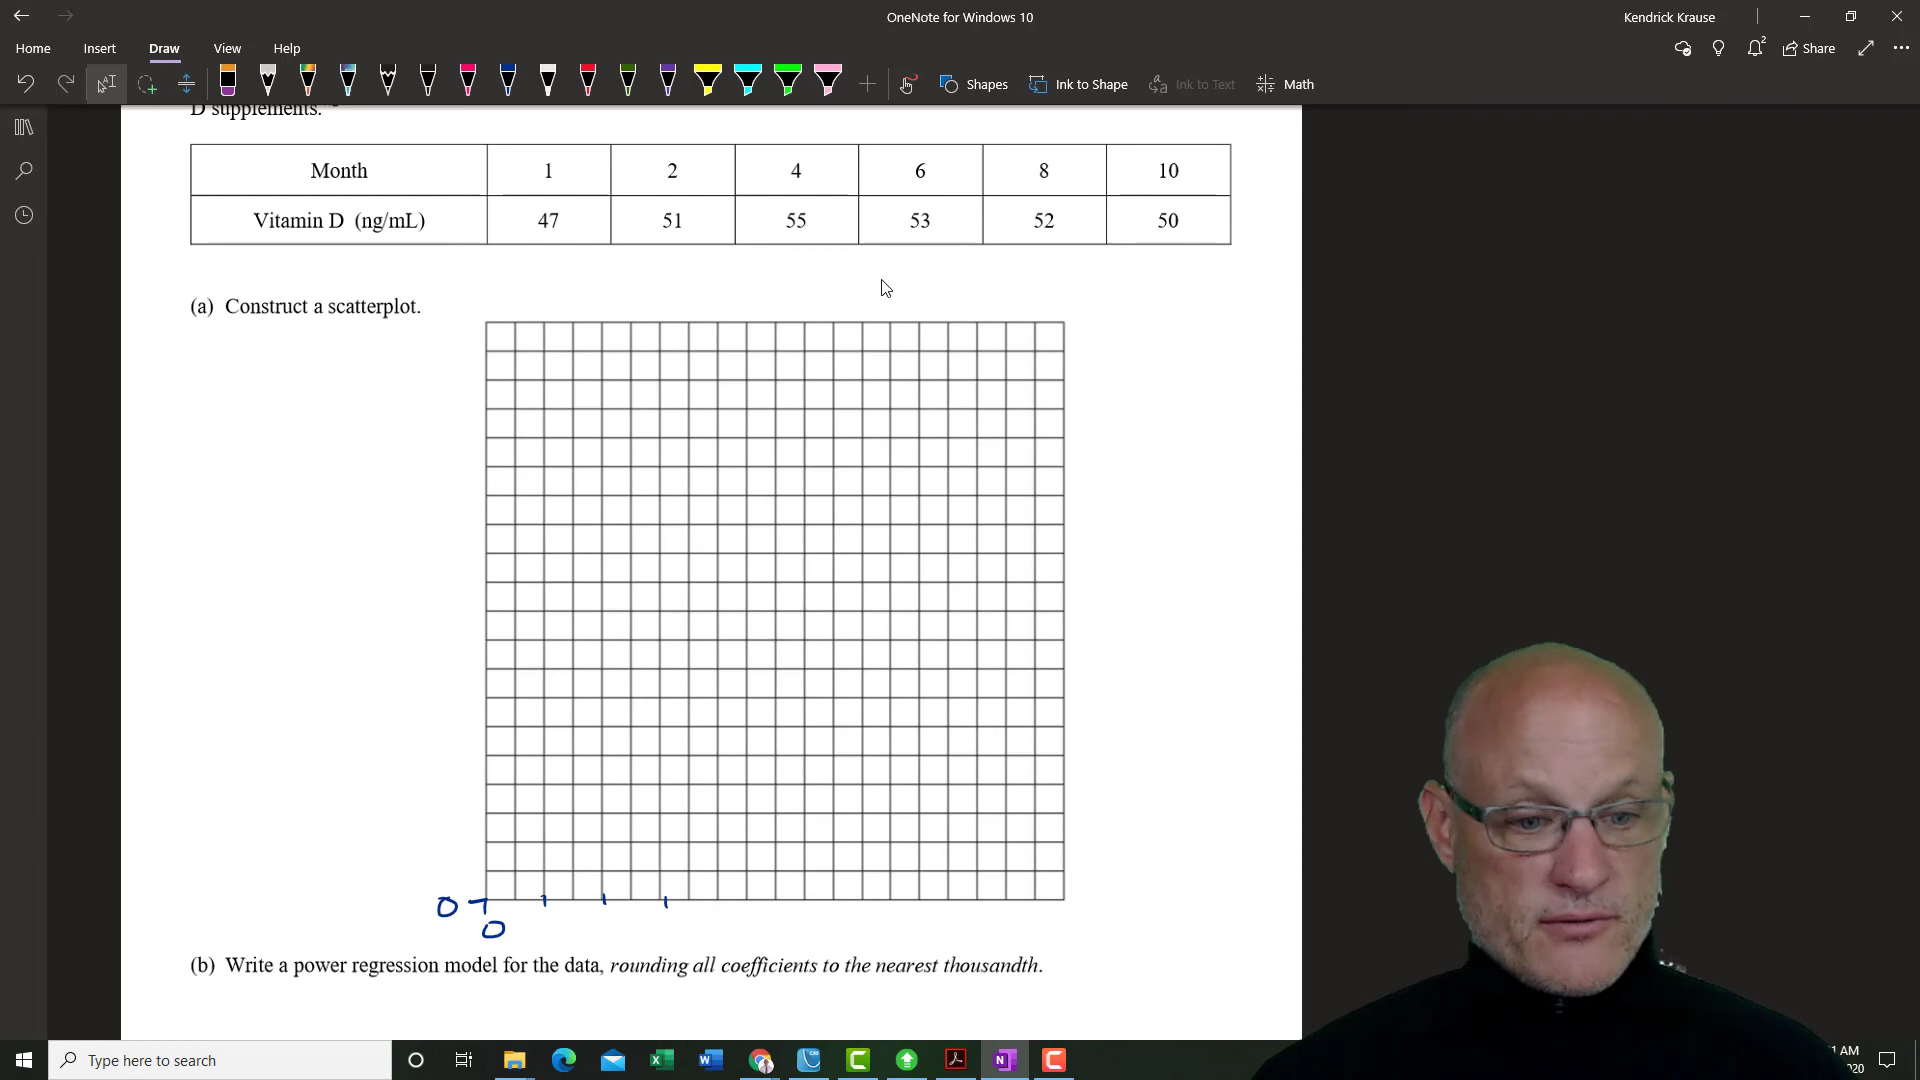 OneNote for Windows 10
Kendrick Krause
Home Insert Draw View Help
Share
2
Shapes Ink to Shape Ink to Text Math
D supplements.
Month 1 2 4 6 8 10
Vitamin D (ng/mL) 47 51 55 53 52 50
(a) Construct a scatterplot.
0
0
(b) Write a power regression model for the data, rounding all coefficients to the nearest thousandth.
Type here to search
AM